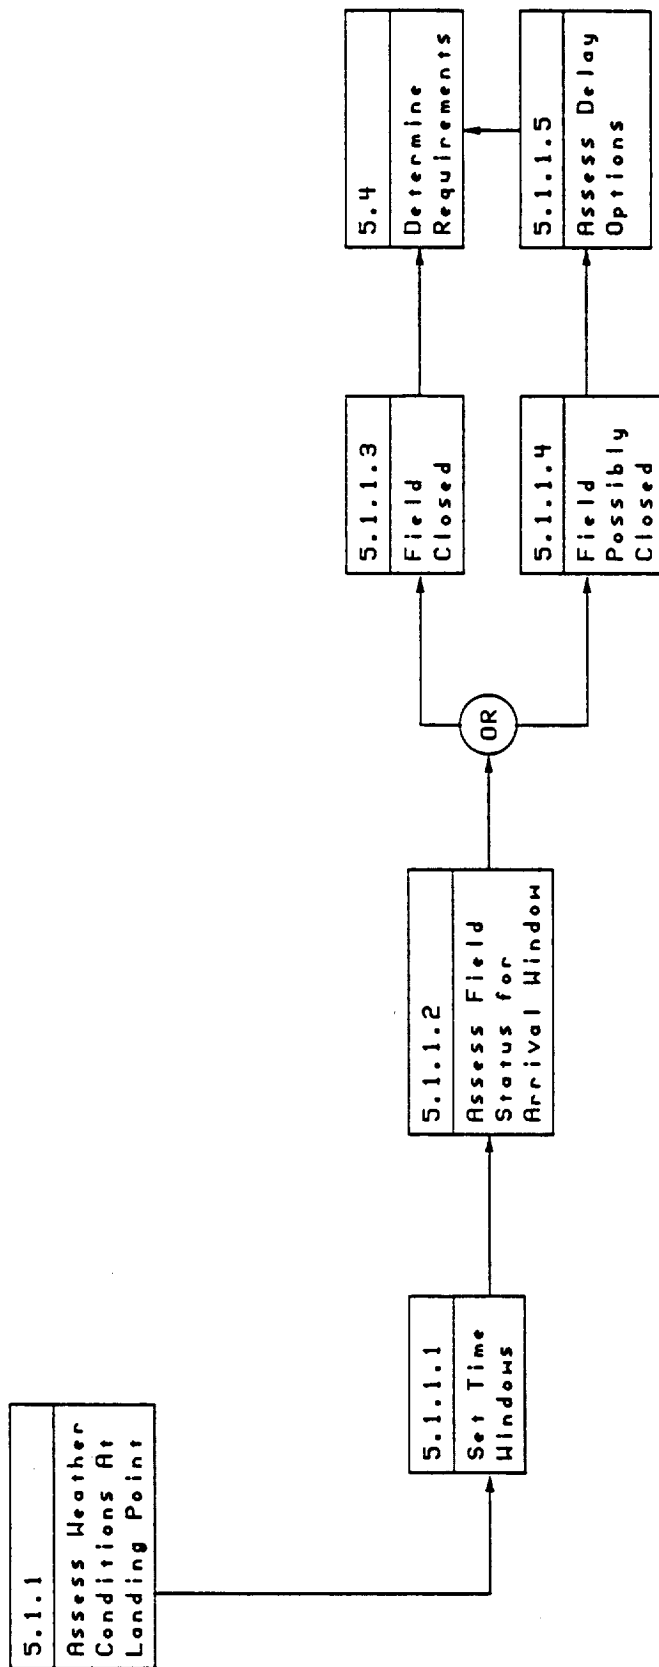 5.1.1
Assess Weather
Conditions At
Landing Point
5.1.1.1
Set Time
Windows
5.1.1.2
Assess Field
Status for
Arrival Window
OR
5.1.1.3
Field
Closed
5.4
Determine
Requirements
5.1.1.4
Field
Possibly
Closed
5.1.1.5
Assess Delay
Options